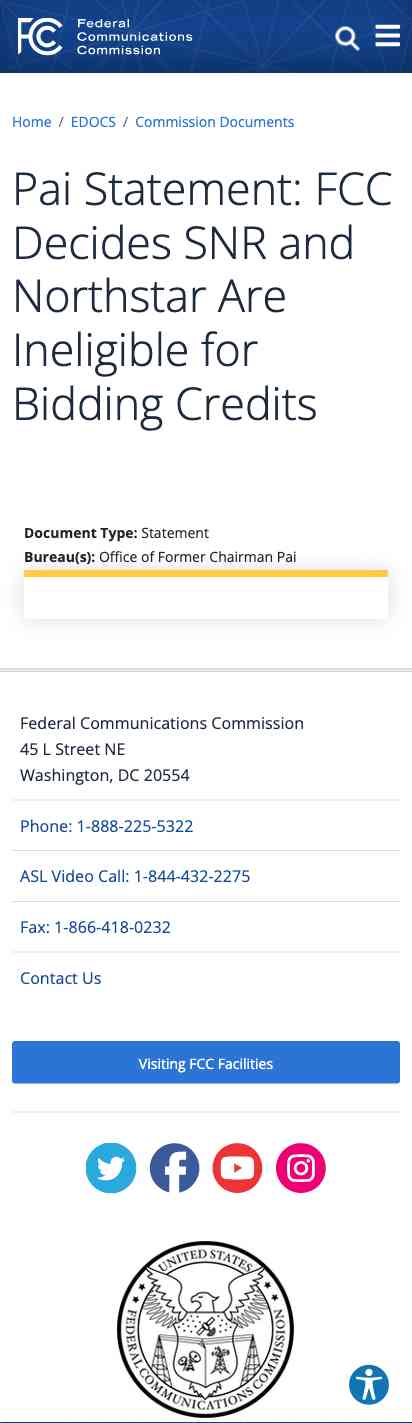 FC
Federal
Communications
Commission
Home / EDOCS / Commission Documents
Pai Statement: FCC
Decides SNR and
Northstar Are
Ineligible for
Bidding Credits
Document Type: Statement
Bureau(s): Office of Former Chairman Pai
Federal Communications Commission
45 L Street NE
Washington, DC 20554
Phone: 1-888-225-5322
ASL Video Call: 1-844-432-2275
Fax: 1-866-418-0232
Contact Us
Visiting FCC Facilities
UNITED STATES
FEDERAL COMMUNICATIONS COMMISSION